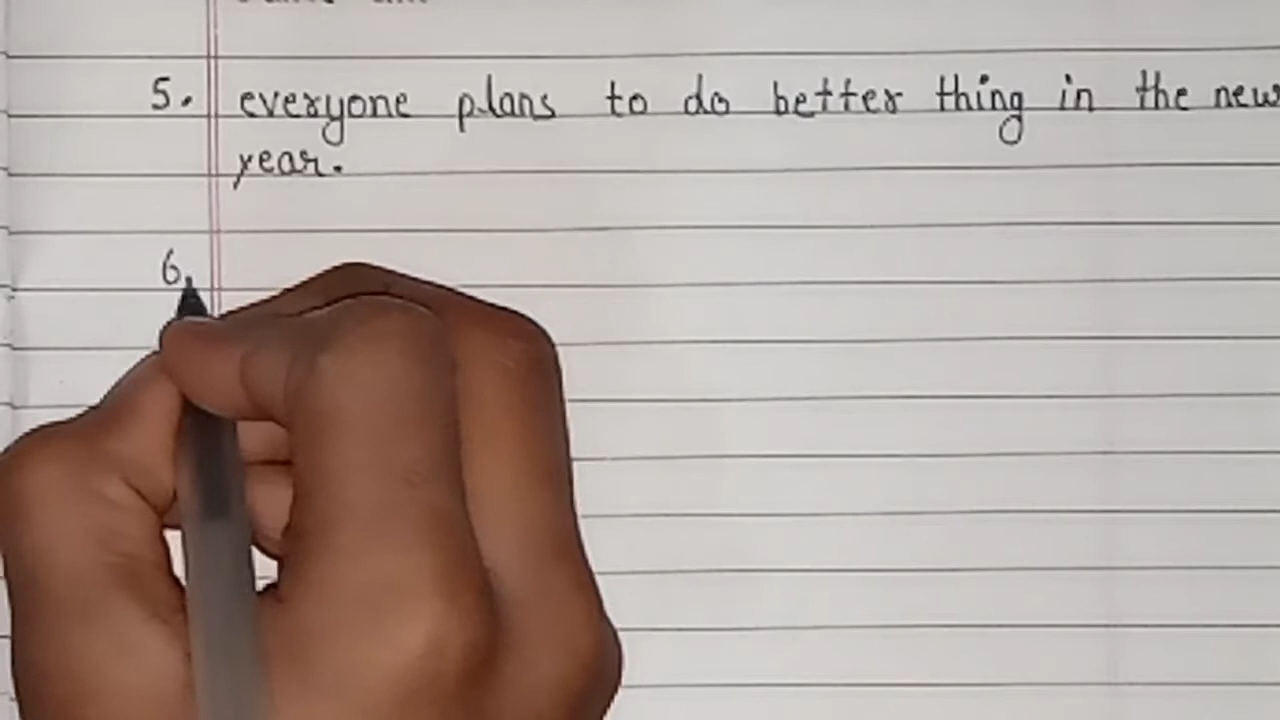 5. everyone plans to do better thing in the new
year.
6.